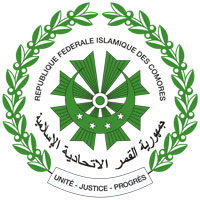 REPUBLIQUE FEDERALE ISLAMIQUE DES COMORES
جمهورية القمر الاتحادية الإسلامية
UNITÉ - JUSTICE - PROGRÈS